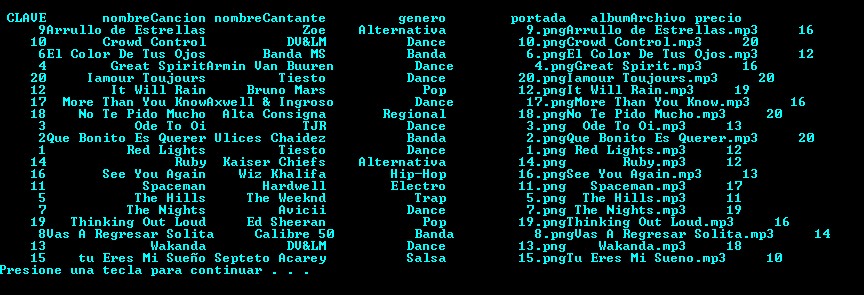 CLAVE nombreCancion nombreCantante genero portada albumArchivo precio
9Arrullo de Estrellas Zoe Alternativa 9.pngArrullo de Estrellas.mp3 16
10 Crowd Control DV&LM Dance 10.pngCrowd Control.mp3 20
6El Color De Tus Ojos Banda MS Banda 6.pngEl Color De Tus Ojos.mp3 12
4 Great SpiritArmin Van Buuren Dance 4.pngGreat Spirit.mp3 16
20 Iamour Toujours Tiesto Dance 20.pngIamour Toujours.mp3 20
12 It Will Rain Bruno Mars Pop 12.pngIt Will Rain.mp3 19
17 More Than You KnowAxwell & Ingroso Dance 17.pngMore Than You Know.mp3 16
18 No Te Pido Mucho Alta Consigna Regional 18.pngNo Te Pido Mucho.mp3 20
3 Ode To Oi TJR Dance 3.png Ode To Oi.mp3 13
2Que Bonito Es Querer Ulices Chaidez Banda 2.pngQue Bonito Es Querer.mp3 20
1 Red Lights Tiesto Dance 1.png Red Lights.mp3 12
14 Ruby Kaiser Chiefs Alternativa 14.png Ruby.mp3 12
16 See You Again Wiz Khalifa Hip-Hop 16.pngSee You Again.mp3 13
11 Spaceman Hardwell Electro 11.png Spaceman.mp3 17
5 The Hills The Weeknd Trap 5.png The Hills.mp3 11
7 The Nights Avicii Dance 7.png The Nights.mp3 19
19 Thinking Out Loud Ed Sheeran Pop 19.pngThinking Out Loud.mp3 16
8Vas A Regresar Solita Calibre 50 Banda 8.pngVas A Regresar Solita.mp3 14
13 Wakanda DV&LM Dance 13.png Wakanda.mp3 18
15 tu Eres Mi Sueño Septeto Acarey Salsa 15.pngTu Eres Mi Sueno.mp3 10
Presione una tecla para continuar . . .